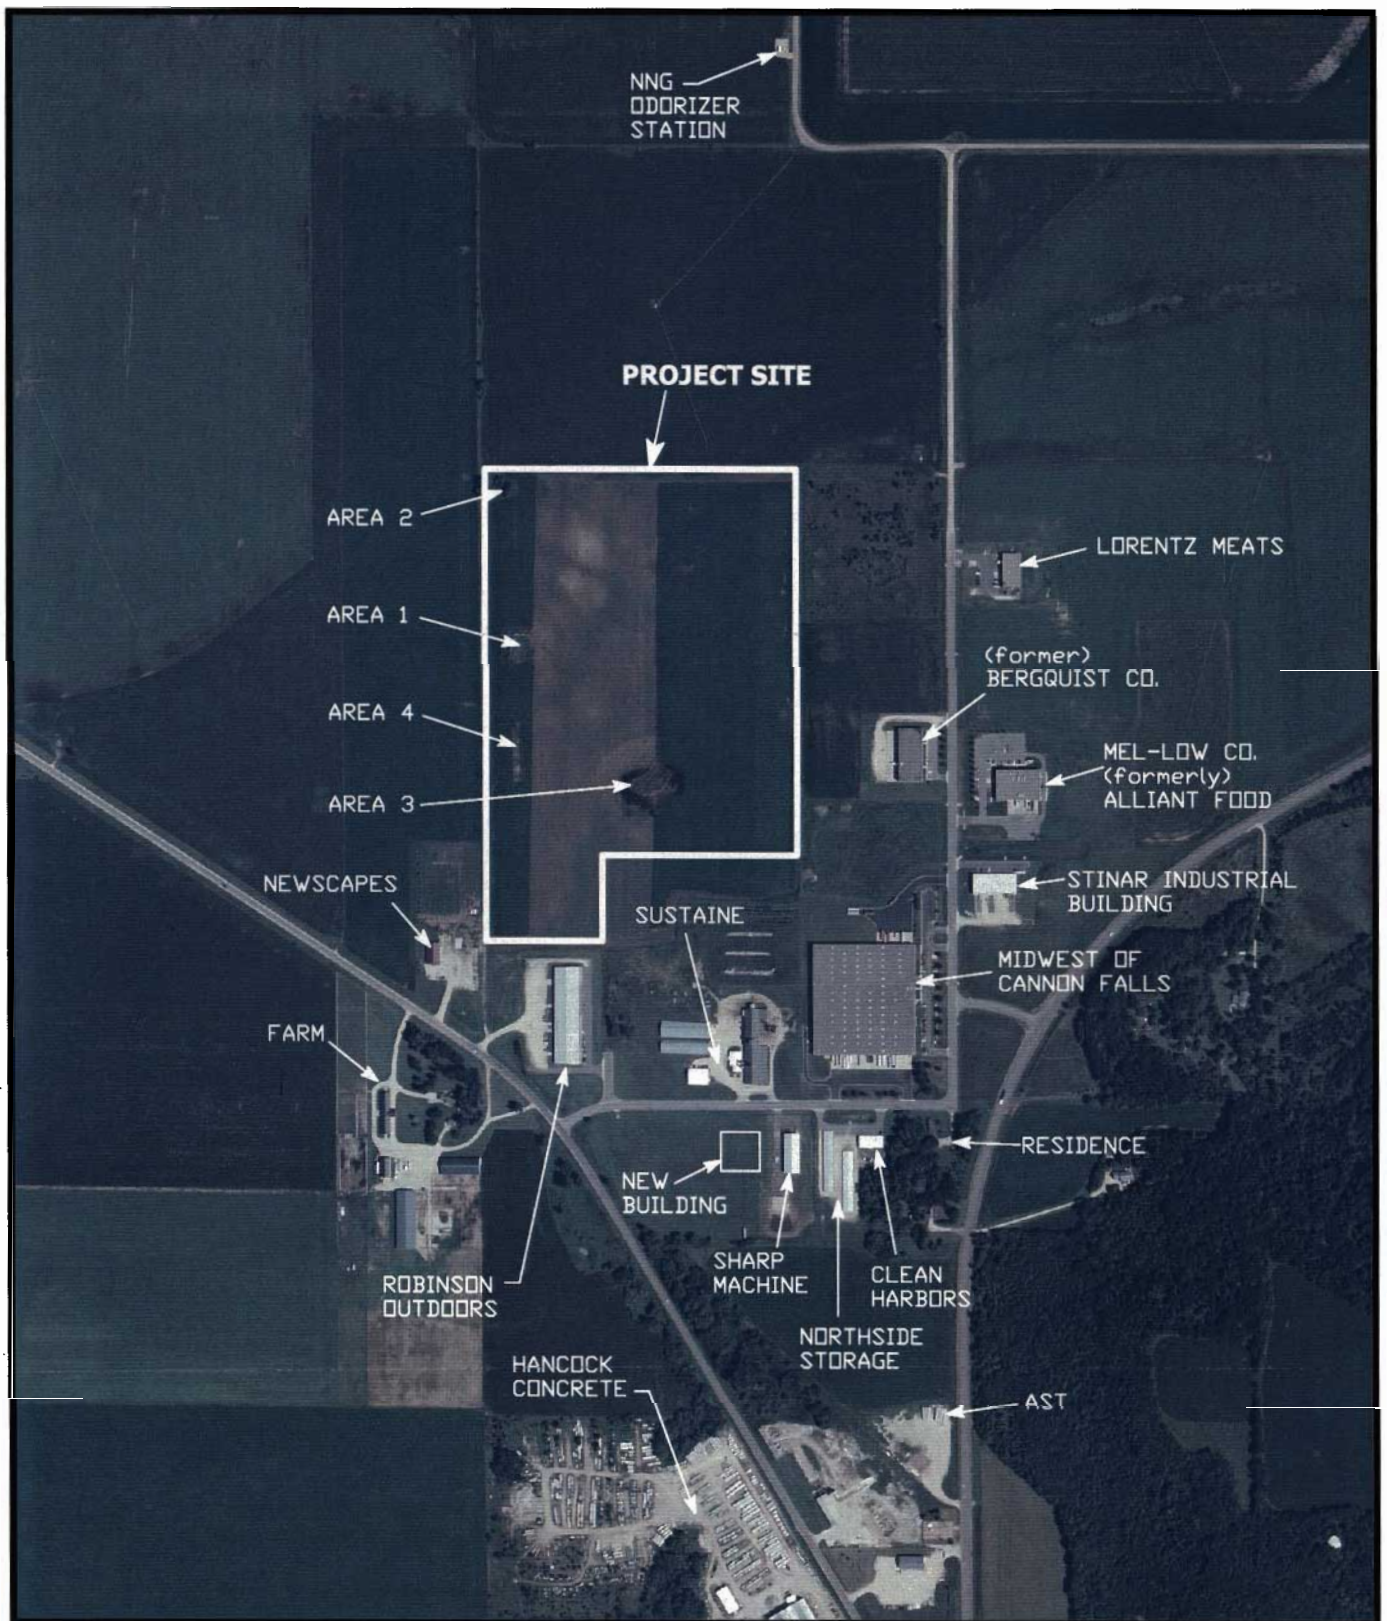 NNG
ODORIZER
STATION
PROJECT SITE
AREA 2
LORENTZ MEATS
AREA 1
(former)
BERGQUIST CO.
AREA 4
MEL-LOW CO.
(formerly)
ALLIANT FOOD
AREA 3
NEWSCAPES
STINAR INDUSTRIAL
BUILDING
SUSTAINE
MIDWEST OF
CANNON FALLS
FARM
RESIDENCE
NEW
BUILDING
SHARP
MACHINE
CLEAN
HARBORS
ROBINSON
OUTDOORS
NORTHSIDE
STORAGE
HANCOCK
CONCRETE
AST